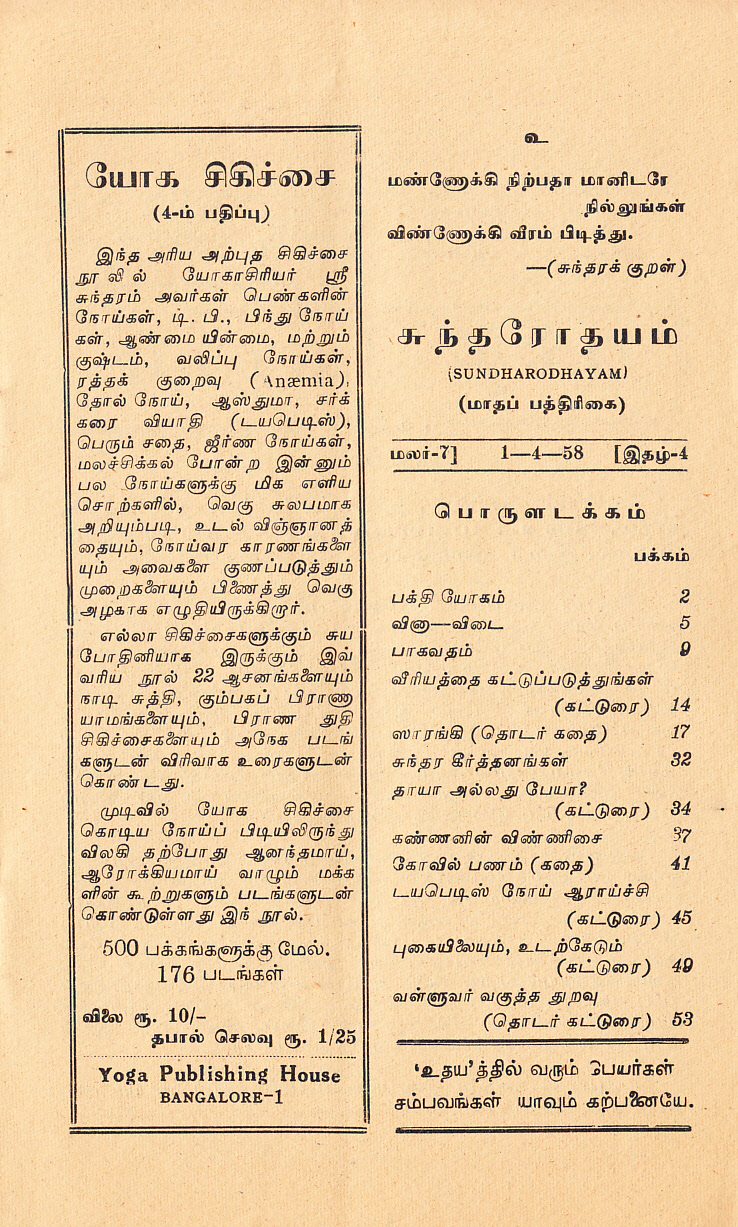 யோக சிகிச்சை
(4-ம் பதிப்பு)
இந்த அரிய அற்புத சிகிச்சை
நூலில் யோகாசிரியர் ஸ்ரீ
சுந்தரம் அவர்கள் பெண்களின்
நோய்கள், டி. பி., பிந்து நோய்
கள், ஆண்மை யின்மை, மற்றும்
குஷ்டம், வலிப்பு நோய்கள்,
ரத்தக் குறைவு (Anæmia),
தோல் நோய், ஆஸ்துமா, சர்க்
கரை வியாதி (டயபெடிஸ்),
பெரும் சதை, ஜீர்ண நோய்கள்,
மலச்சிக்கல் போன்ற இன்னும்
பல நோய்களுக்கு மிக எளிய
சொற்களில், வெகு சுலபமாக
அறியும்படி, உடல் விஞ்ஞானத்
தையும், நோய்வர காரணங்களை
யும் அவைகளை குணப்படுத்தும்
முறைகளையும் பிணைத்து வெகு
அழகாக எழுதியிருக்கிறார்.
எல்லா சிகிச்சைகளுக்கும் சுய
போதினியாக இருக்கும் இவ்
வரிய நூல் 22 ஆசனங்களையும்
நாடி சுத்தி, கும்பகப் பிராணா
யாமங்களையும், பிராண துதி
சிகிச்சைகளையும் அநேக படங்
களுடன் விரிவாக உரைகளுடன்
கொண்டது.
முடிவில் யோக சிகிச்சை
கொடிய நோய்ப் பிடியிலிருந்து
விலகி தற்போது ஆனந்தமாய்,
ஆரோக்கியமாய் வாழும் மக்க
ளின் கூற்றுகளும் படங்களுடன்
கொண்டுள்ளது இந் நூல்.
500 பக்கங்களுக்கு மேல்.
176 படங்கள்
விலை ரூ. 10/-
தபால் செலவு ரூ. 1/25
Yoga Publishing House
BANGALORE-1
உ
மண்ணோக்கி நிற்பதா மானிடரே
நில்லுங்கள்
விண்ணோக்கி வீரம் பிடித்து.
—(சுந்தரக் குறள்)
சுந்தரோதயம்
(SUNDHARODHAYAM)
(மாதப் பத்திரிகை)
மலர்-7] 1—4—58 [இதழ்-4
பொருளடக்கம்
பக்கம்
பக்தி யோகம் 2
வினா—விடை 5
பாகவதம் 9
வீரியத்தை கட்டுப்படுத்துங்கள்
(கட்டுரை) 14
ஸாரங்கி (தொடர் கதை) 17
சுந்தர கீர்த்தனங்கள் 32
தாயா அல்லது பேயா?
(கட்டுரை) 34
கண்ணனின் விண்ணிசை 37
கோவில் பணம் (கதை) 41
டயபெடிஸ் நோய் ஆராய்ச்சி
(கட்டுரை) 45
புகையிலையும், உடற்கேடும்
(கட்டுரை) 49
வள்ளுவர் வகுத்த துறவு
(தொடர் கட்டுரை) 53
‘உதய’த்தில் வரும் பெயர்கள்
சம்பவங்கள் யாவும் கற்பனையே.